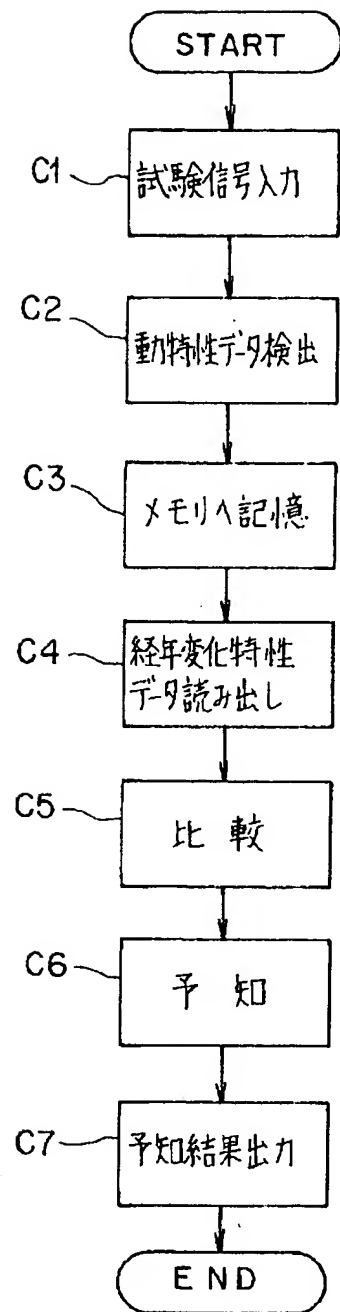 START
C1
試験信号入力
C2
動特性データ検出
C3
メモリへ記憶
C4
経年変化特性
データ読み出し
C5
比較
C6
予知
C7
予知結果出力
END